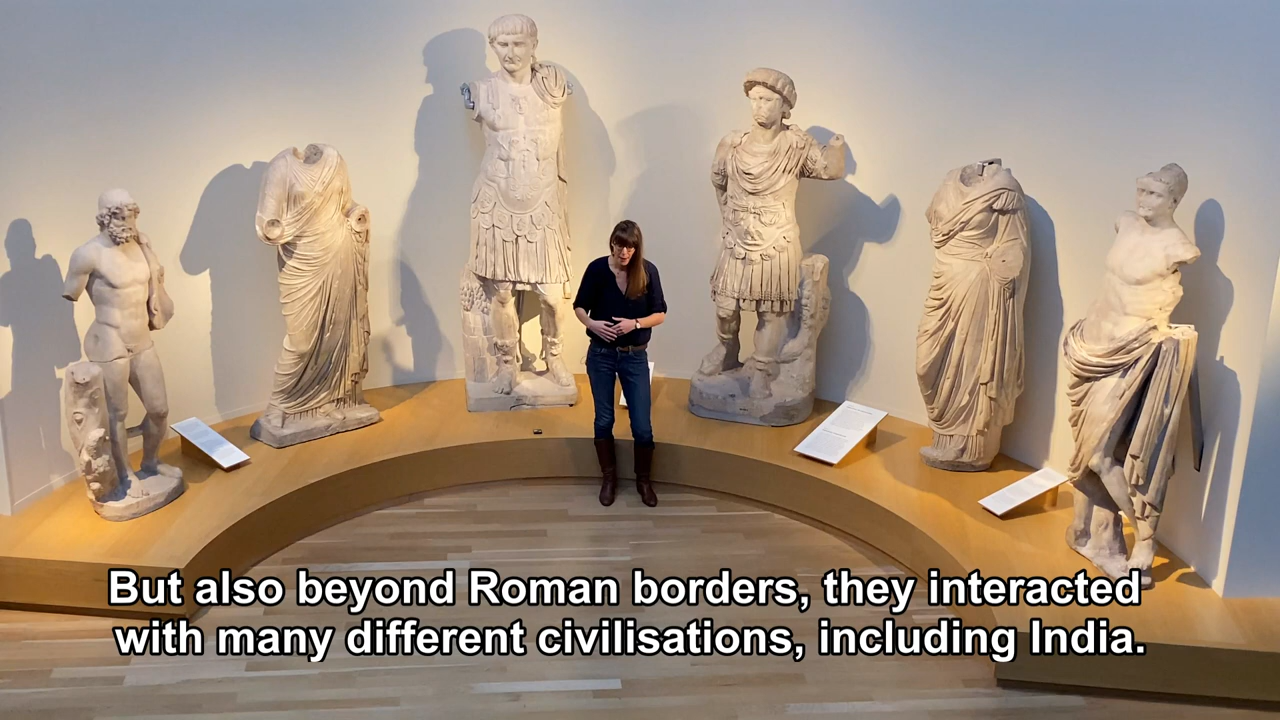 But also beyond Roman borders, they interacted
with many different civilisations, including India.